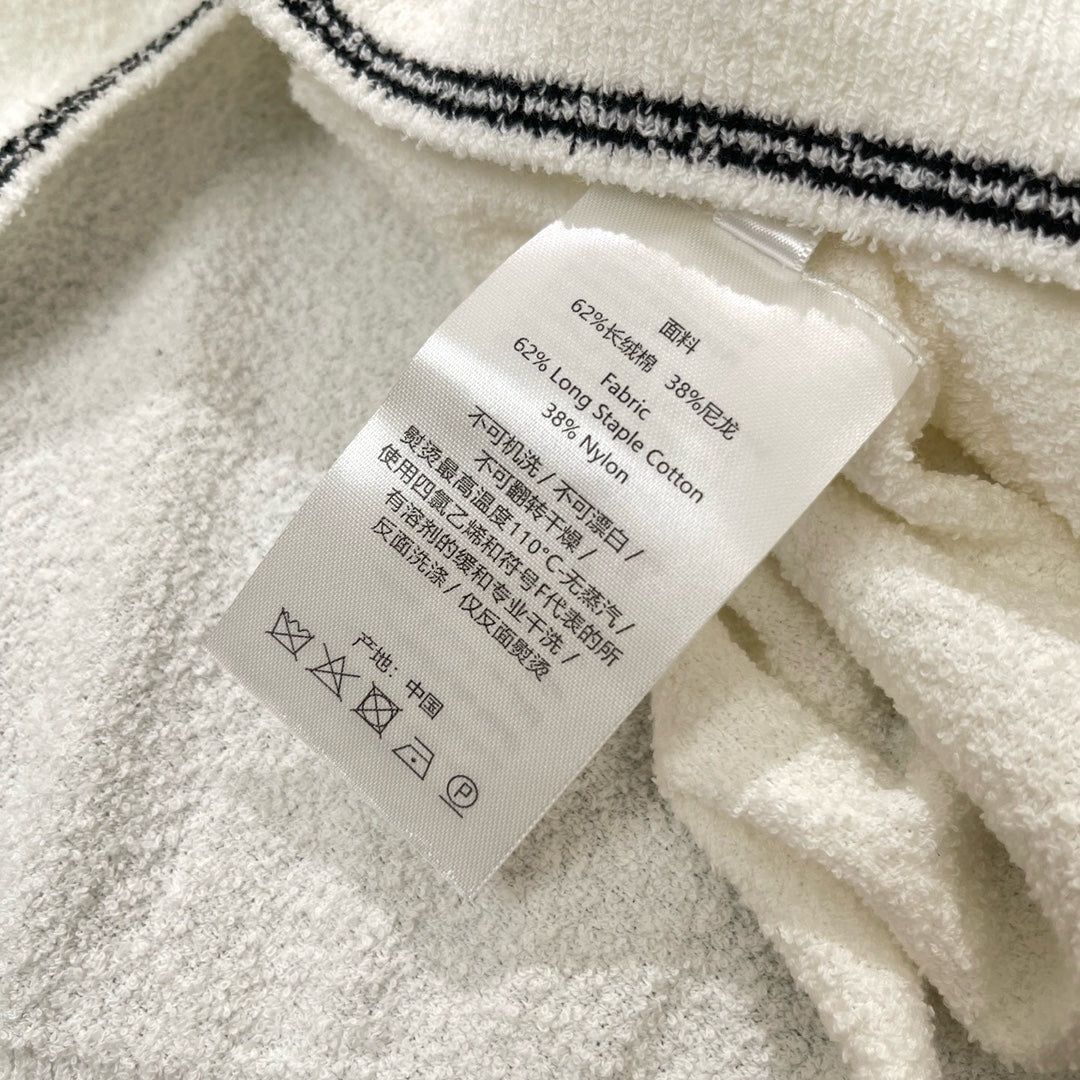 面料
62%长绒棉 38%尼龙
Fabric
62% Long Staple Cotton
38% Nylon
不可机洗/不可漂白/
不可翻转干燥/
熨烫最高温度110°C-无蒸汽/
使用四氯乙烯和符号F代表的所
有溶剂的缓和专业干洗/
反面洗涤/仅反面熨烫
产地：中国
P